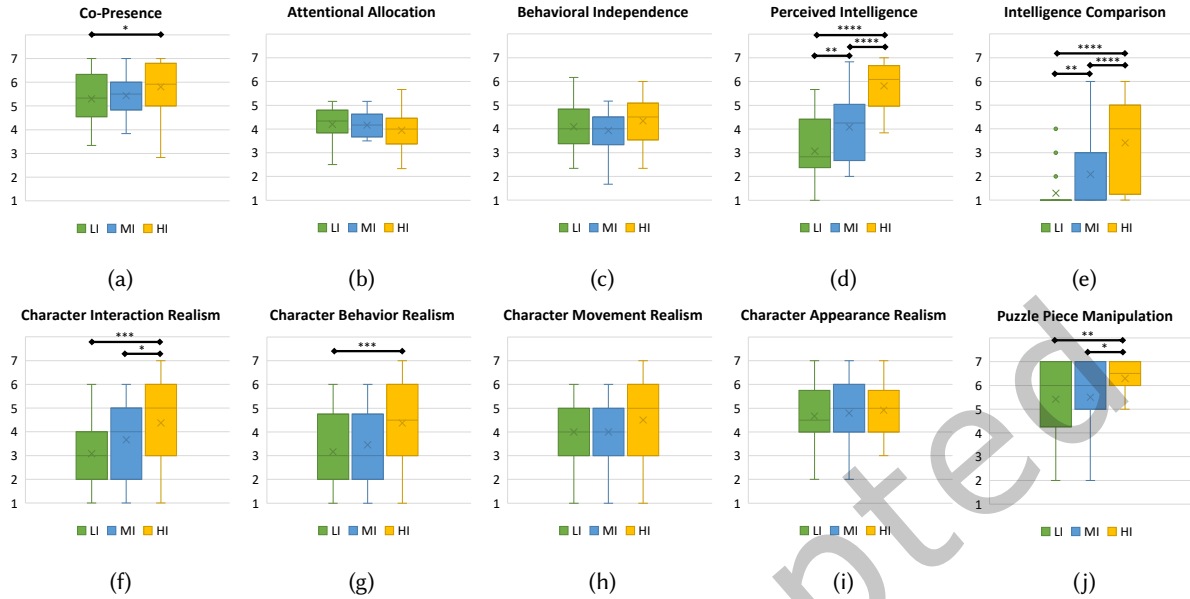 Co-Presence
*
7
6
5
4
3
2
1
LI MI HI
(a)
Attentional Allocation
7
6
5
4
3
2
1
LI MI HI
(b)
Behavioral Independence
7
6
5
4
3
2
1
LI MI HI
(c)
Perceived Intelligence
****
** ****
7
6
5
4
3
2
1
LI MI HI
(d)
Intelligence Comparison
****
** ****
7
6
5
4
3
2
1
LI MI HI
(e)
Character Interaction Realism
***
*
7
6
5
4
3
2
1
LI MI HI
(f)
Character Behavior Realism
***
7
6
5
4
3
2
1
LI MI HI
(g)
Character Movement Realism
7
6
5
4
3
2
1
LI MI HI
(h)
Character Appearance Realism
7
6
5
4
3
2
1
LI MI HI
(i)
Puzzle Piece Manipulation
**
*
7
6
5
4
3
2
1
LI MI HI
(j)
pted